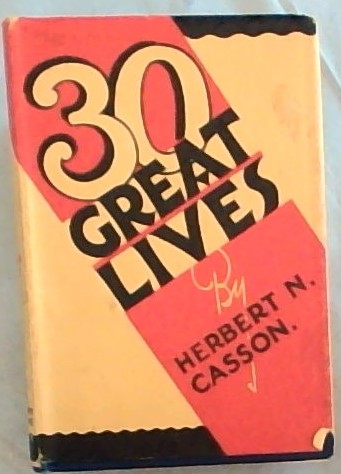 30
GREAT
LIVES
By
HERBERT N.
CASSON.